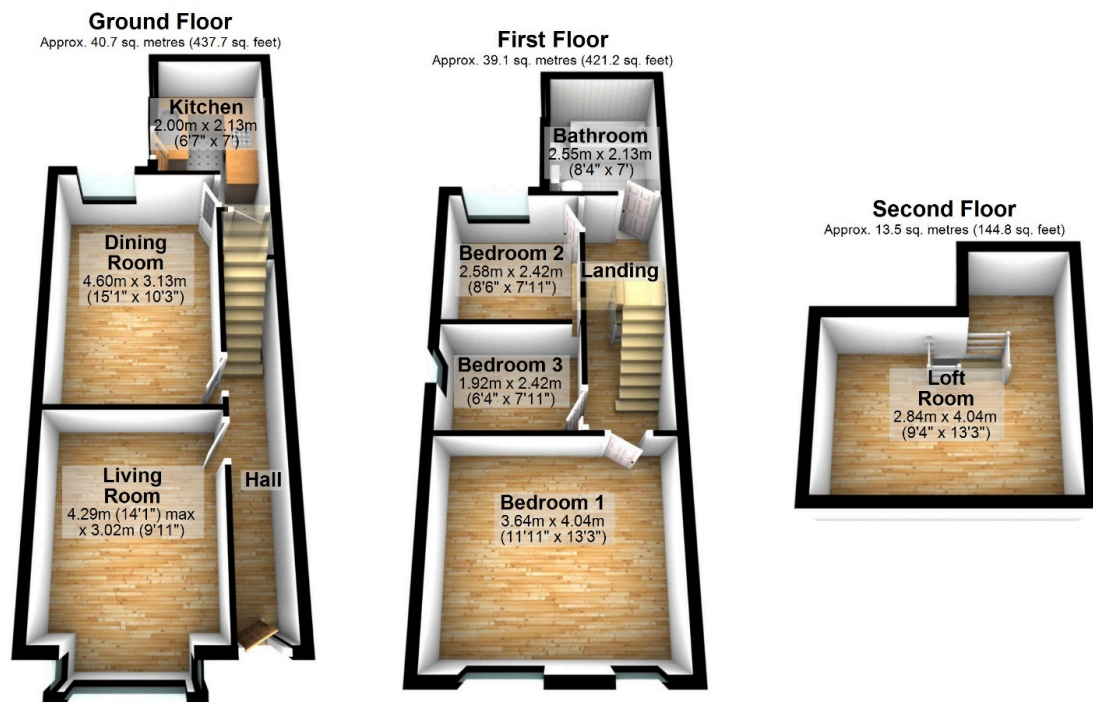 Ground Floor
Approx. 40.7 sq. metres (437.7 sq. feet)
Kitchen
2.00m x 2.13m
(6'7" x 7')
Dining
Room
4.60m x 3.13m
(15'1" x 10'3")
Living
Room
4.29m (14'1") max
x 3.02m (9'11")
Hall
First Floor
Approx. 39.1 sq. metres (421.2 sq. feet)
Bathroom
2.55m x 2.13m
(8'4" x 7')
Bedroom 2
2.58m x 2.42m
(8'6" x 7'11")
Landing
Bedroom 3
1.92m x 2.42m
(6'4" x 7'11")
Bedroom 1
3.64m x 4.04m
(11'11" x 13'3")
Second Floor
Approx. 13.5 sq. metres (144.8 sq. feet)
Loft
Room
2.84m x 4.04m
(9'4" x 13'3")